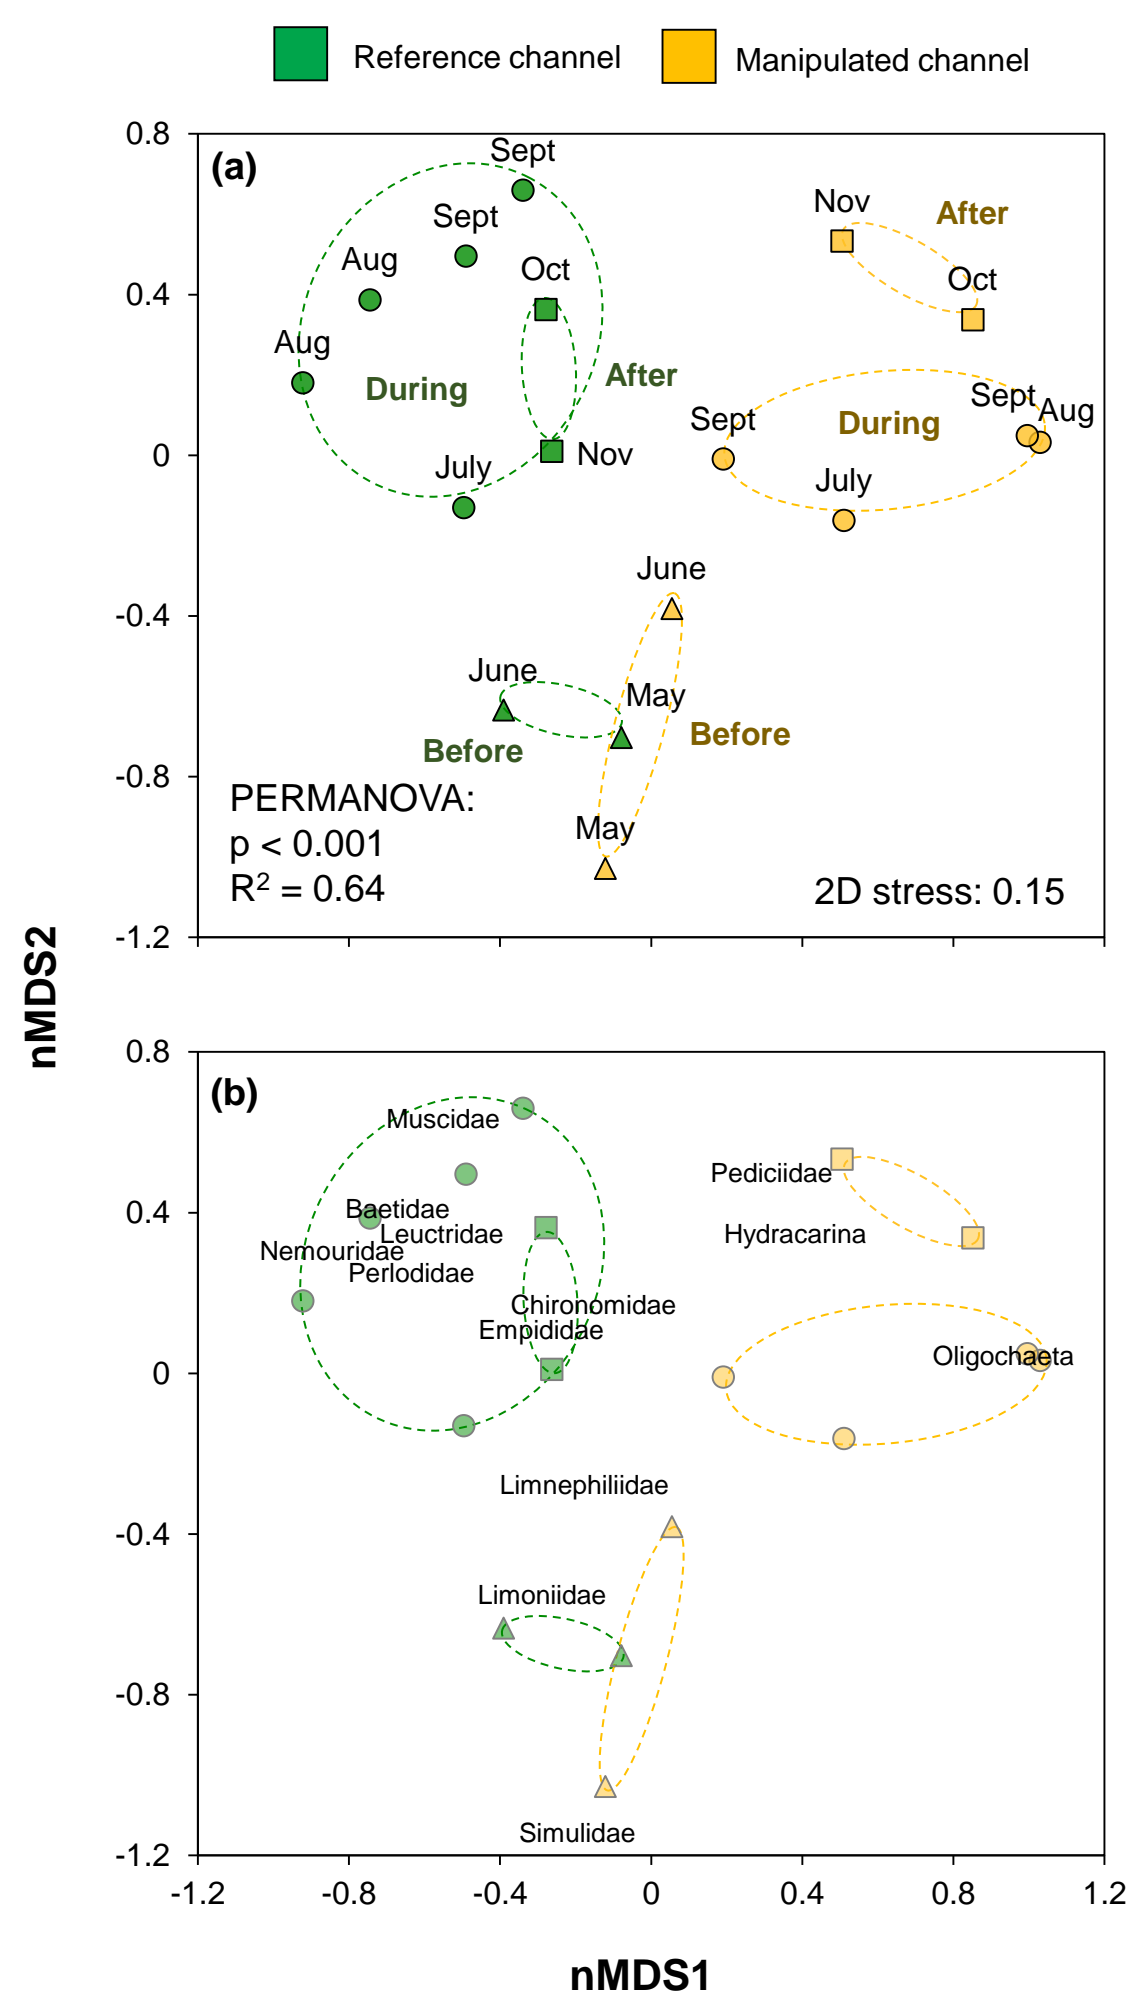 Reference channel
Manipulated channel
0.8
(a)
Sept
Nov
After
Sept
Aug
Oct
Oct
0.4
Aug
During
After
Sept
Aug
Sept
During
0
Nov
July
July
June
-0.4
June
May
Before
Before
-0.8
PERMANOVA:
May
p < 0.001
R2 = 0.64
2D stress: 0.15
-1.2
nMDS2
0.8
(b)
Muscidae
Pediciidae
0.4
Baetidae
Leuctridae
Hydracarina
Nemouridae
Perlodidae
Chironomidae
Empididae
Oligochaeta
0
Limnephiliidae
-0.4
Limoniidae
-0.8
Simulidae
-1.2
-1.2
-0.8
-0.4
0
0.4
0.8
1.2
nMDS1